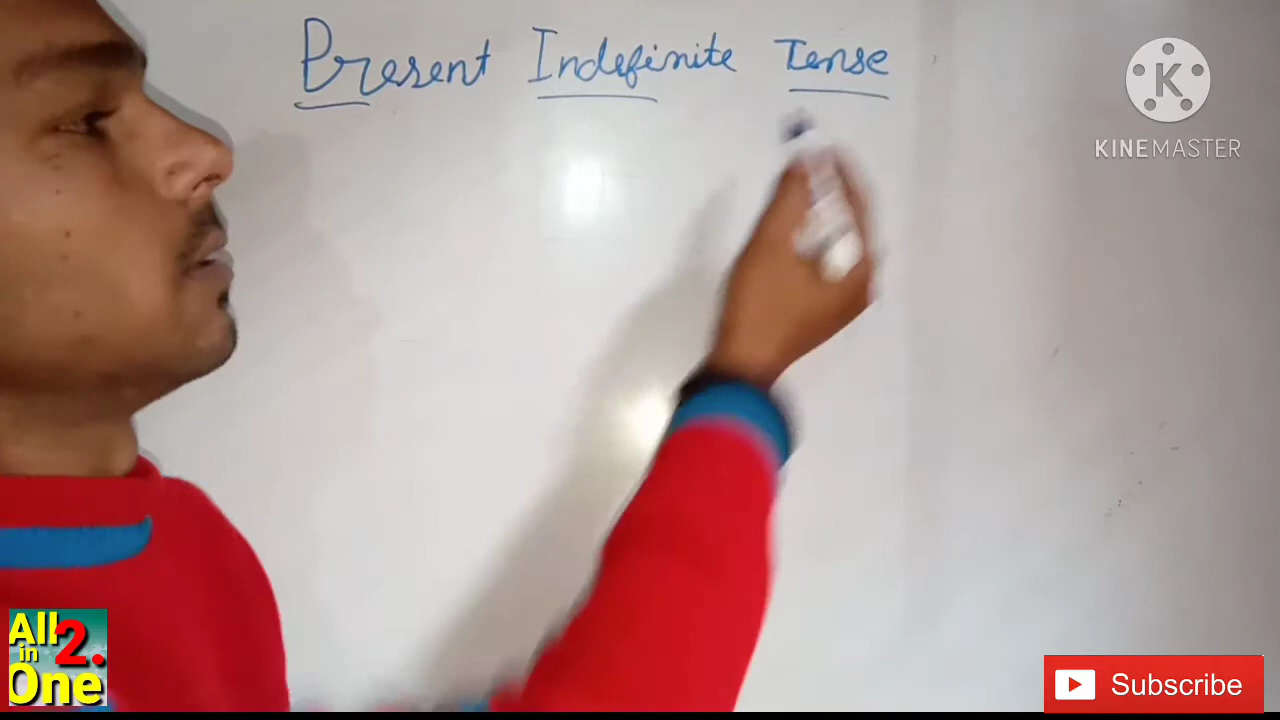 Present Indefinite Tense
K
KINEMASTER
All
in 2.
One
Subscribe